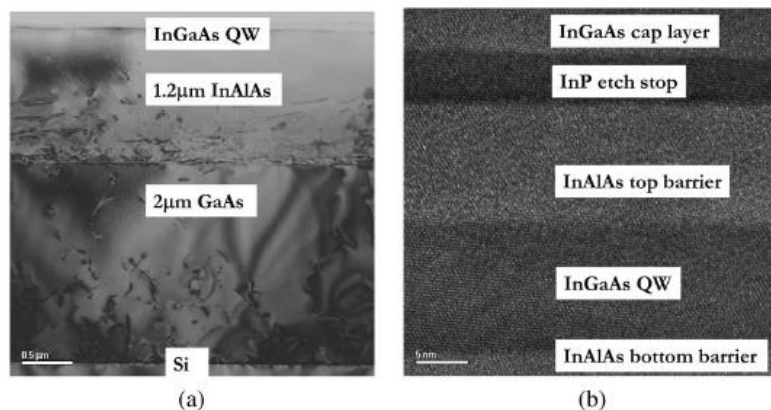 InGaAs QW
1.2μm InAlAs
2μm GaAs
0.5 μm
Si
(a)
InGaAs cap layer
InP etch stop
InAlAs top barrier
InGaAs QW
5 nm
InAlAs bottom barrier
(b)